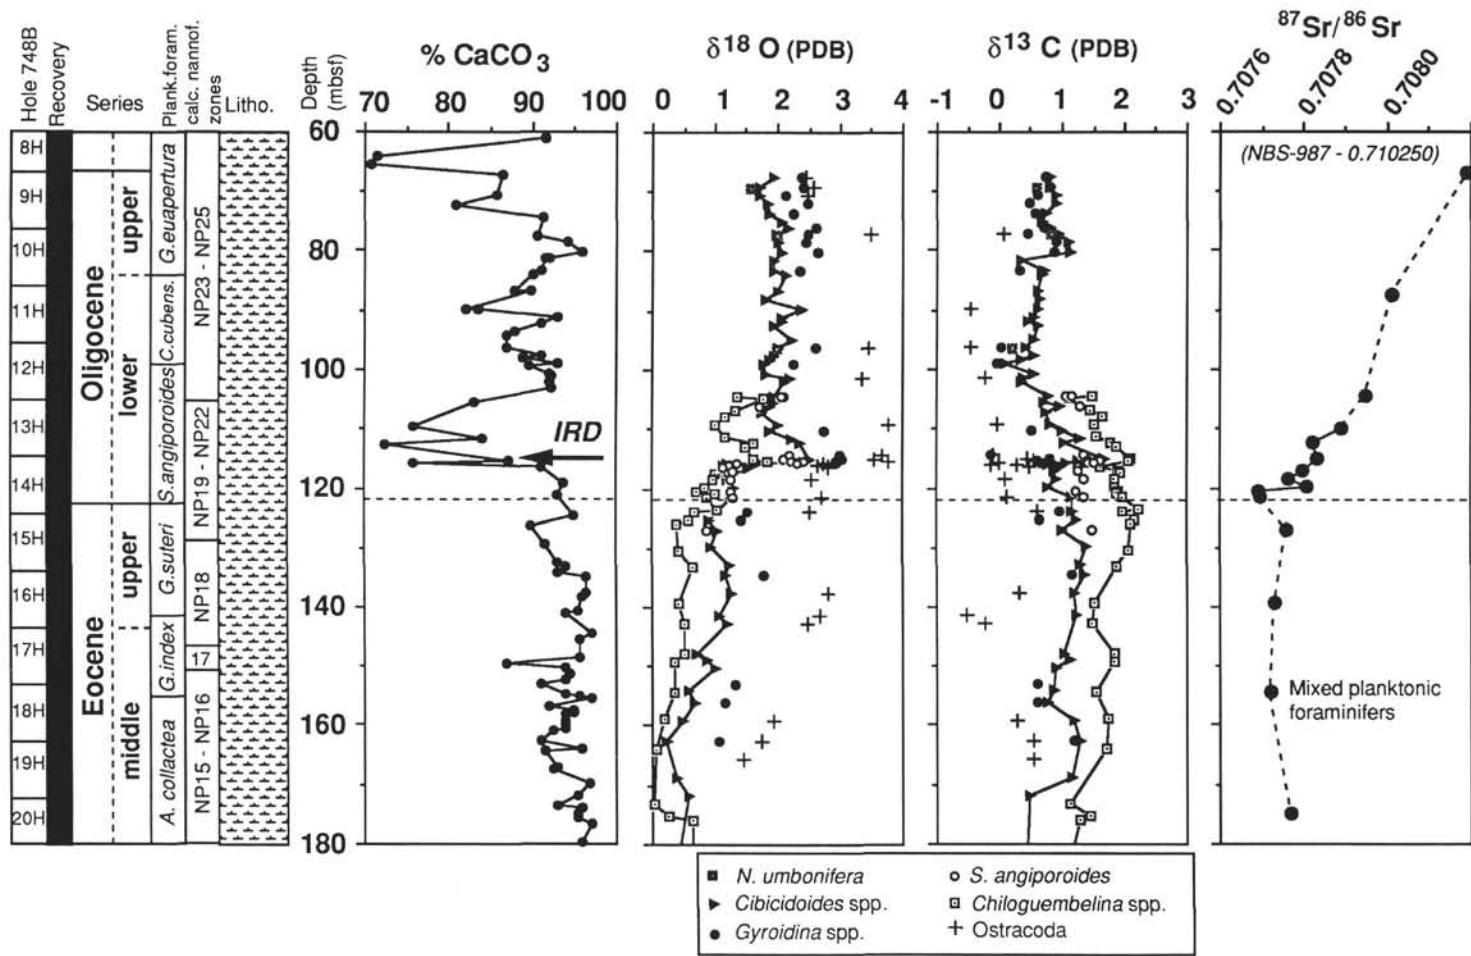 Hole 748B
Recovery
Series
Plank.foram.
calc. nannof.
zones
Litho.
Depth
(mbsf)
% CaCO3
70 80 90 100
δ18 O (PDB)
0 1 2 3 4
δ13 C (PDB)
-1 0 1 2 3
87Sr/86 Sr
0.7076
0.7078
0.7080
(NBS-987 - 0.710250)
60
80
100
120
140
160
180
8H
9H
10H
11H
12H
13H
14H
15H
16H
17H
18H
19H
20H
Oligocene
upper
lower
Eocene
upper
middle
G.euapertura
C.cubens.
S.angiporoides
G.suteri
G.index
A. collactea
NP23 - NP25
NP19 - NP22
NP18
17
NP15 - NP16
IRD
Mixed planktonic
foraminifers
N. umbonifera
Cibicidoides spp.
Gyroidina spp.
S. angiporoides
Chiloguembelina spp.
Ostracoda